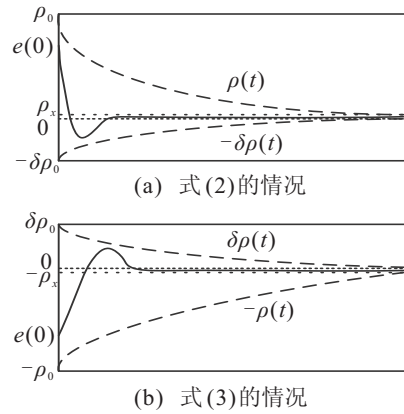 ρ₀
e(0)
ρ(t)
ρₓ
0
−δρ(t)
−δρ₀
(a) 式(2)的情况
δρ₀
δρ(t)
0
−ρₓ
−ρ(t)
e(0)
−ρ₀
(b) 式(3)的情况